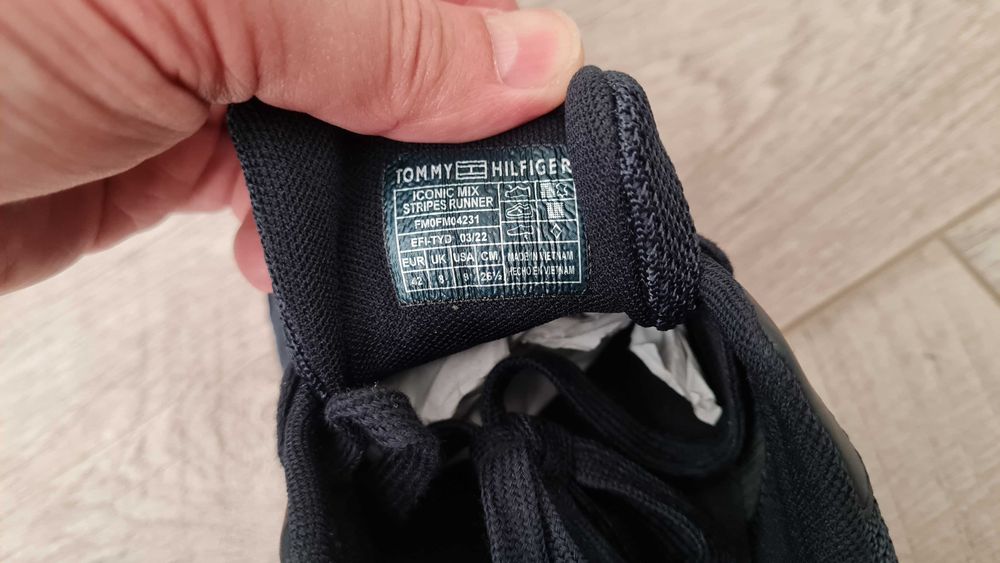 TOMMY HILFIGER
ICONIC MIX
STRIPES RUNNER
FM0FM04231
EFI-TYD 03/22
EUR UK USA CM
42 8 9 26½
MADE IN VIETNAM
HECHO EN VIETNAM